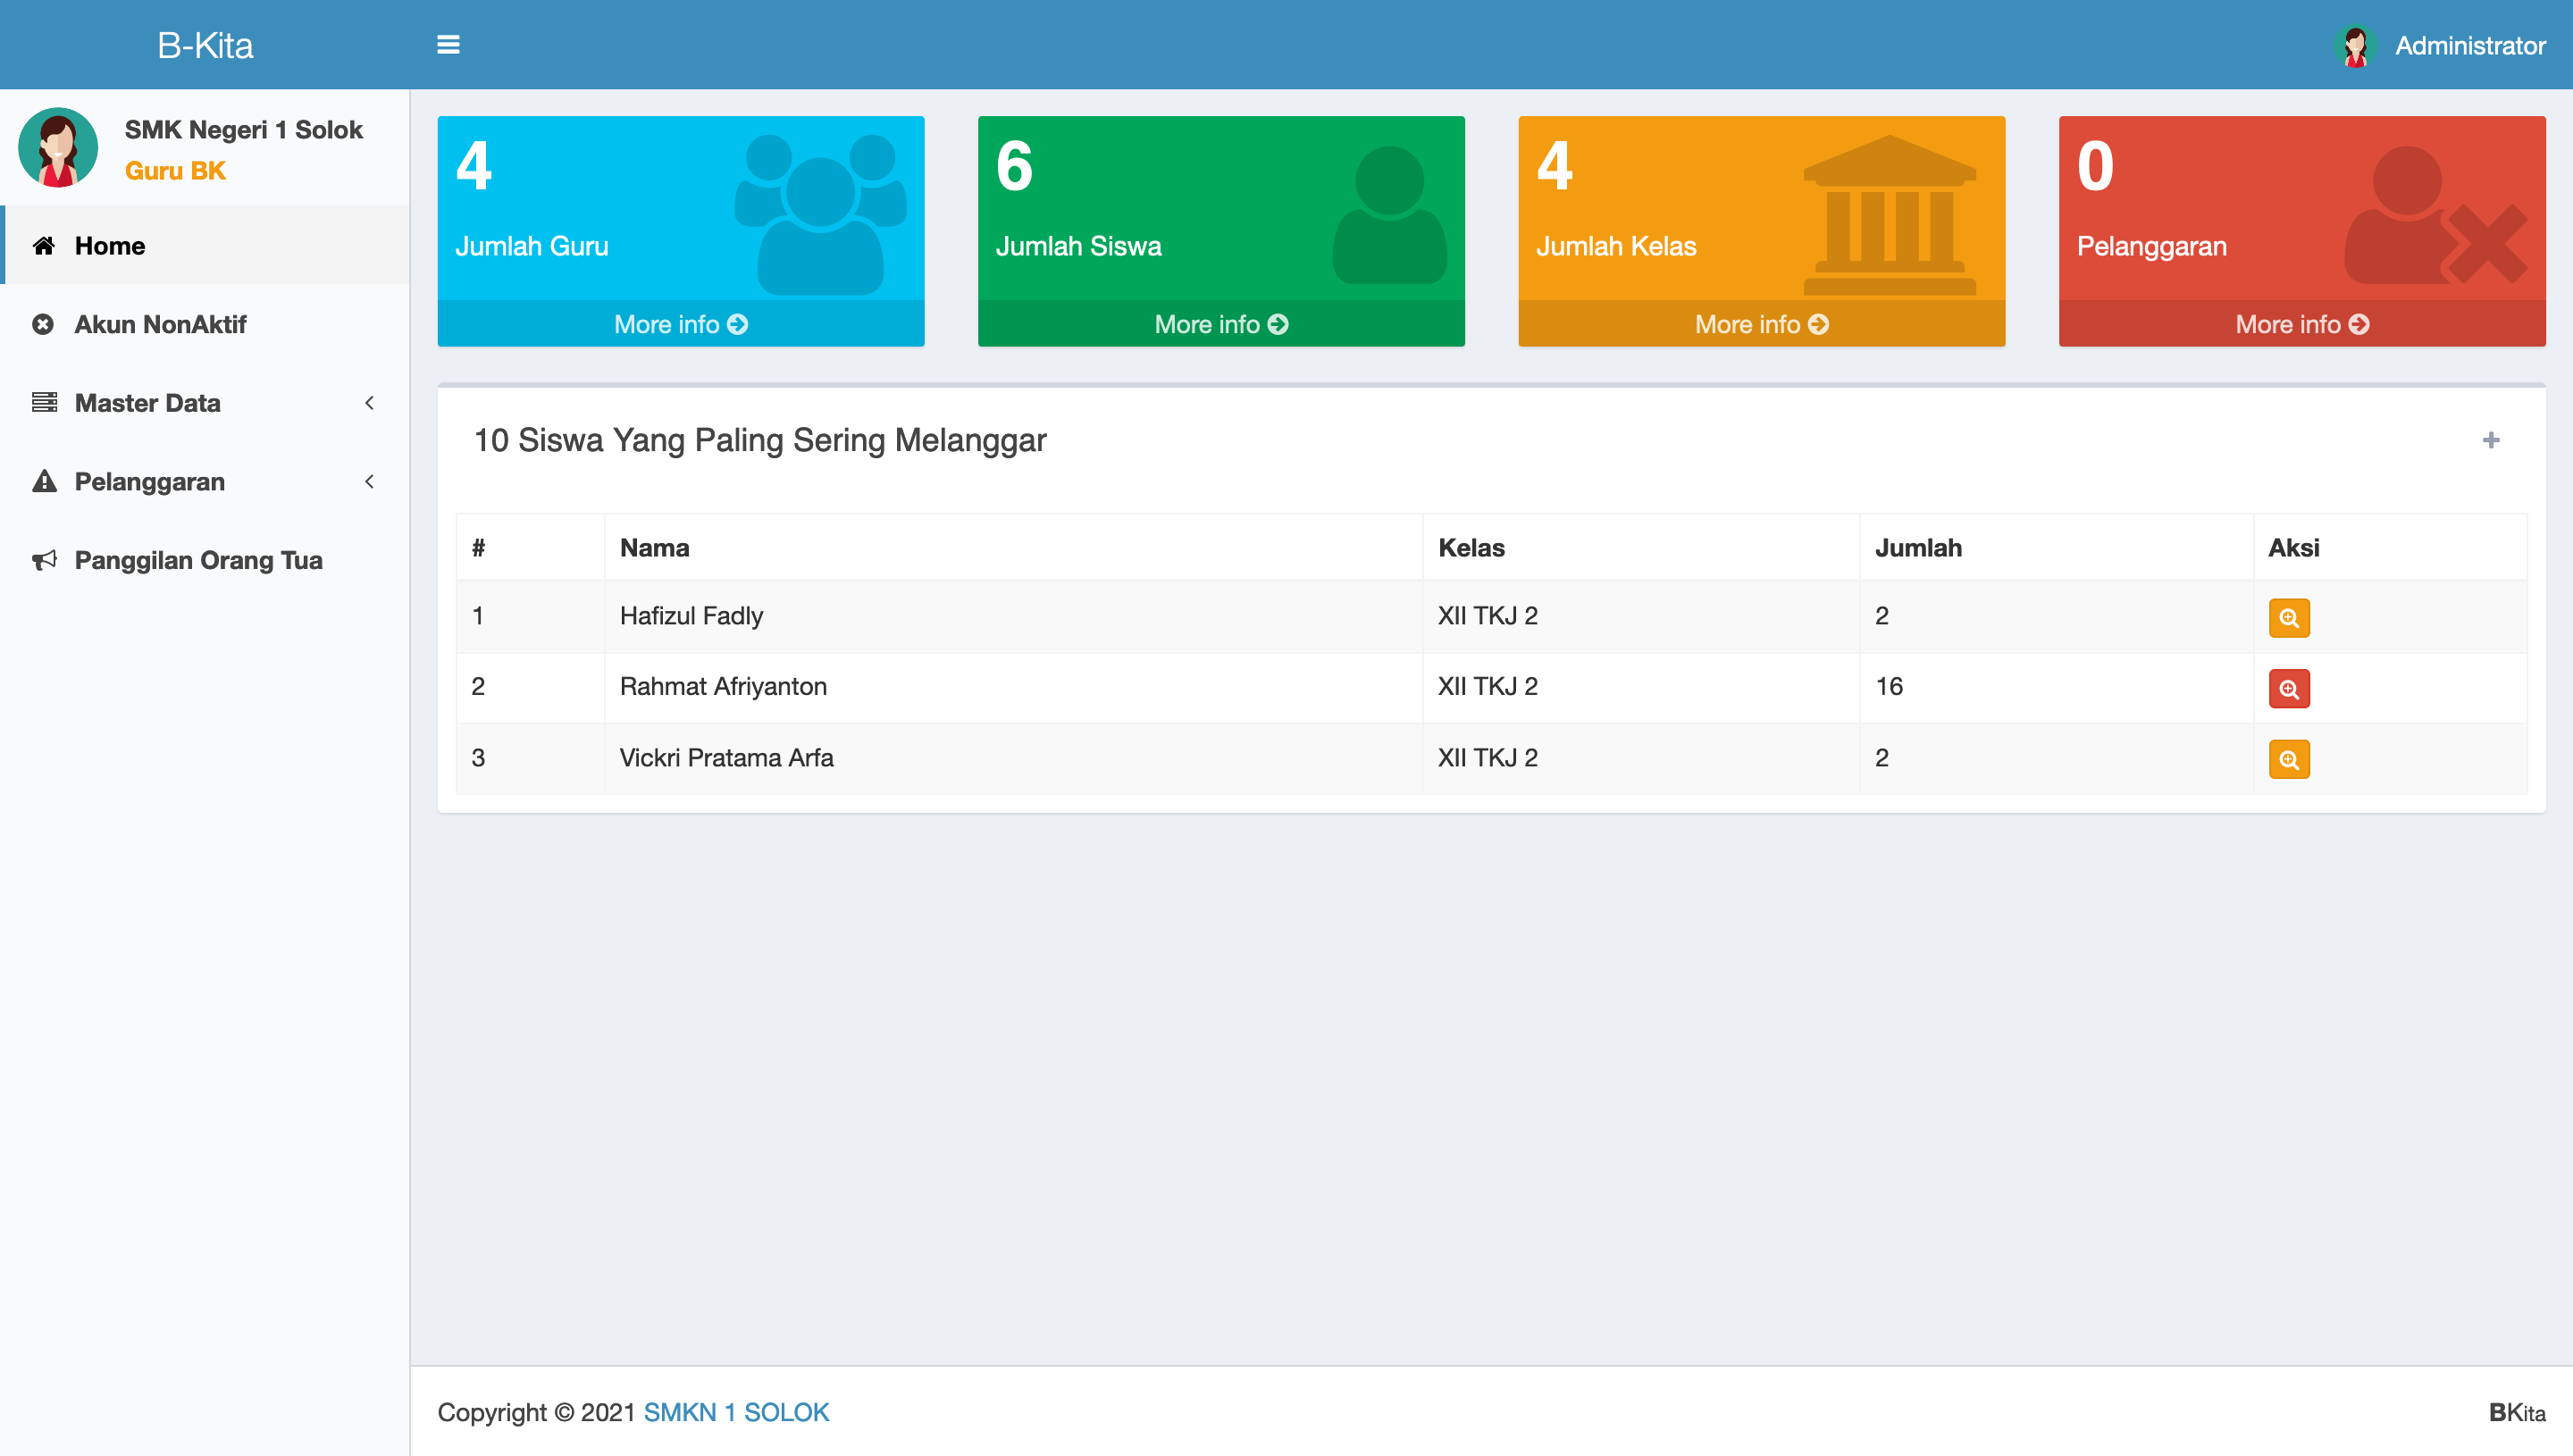 B-Kita
Administrator
SMK Negeri 1 Solok
Guru BK
Home
Akun NonAktif
Master Data
Pelanggaran
Panggilan Orang Tua
4
Jumlah Guru
More info
6
Jumlah Siswa
More info
4
Jumlah Kelas
More info
0
Pelanggaran
More info
10 Siswa Yang Paling Sering Melanggar
# Nama Kelas Jumlah Aksi
1 Hafizul Fadly XII TKJ 2 2
2 Rahmat Afriyanton XII TKJ 2 16
3 Vickri Pratama Arfa XII TKJ 2 2
Copyright © 2021 SMKN 1 SOLOK
BKita